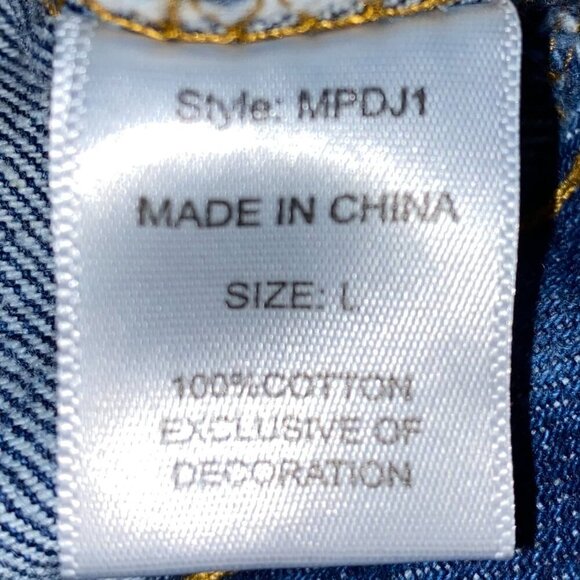 Style: MPDJ1
MADE IN CHINA
SIZE: L
100%COTTON
EXCLUSIVE OF
DECORATION